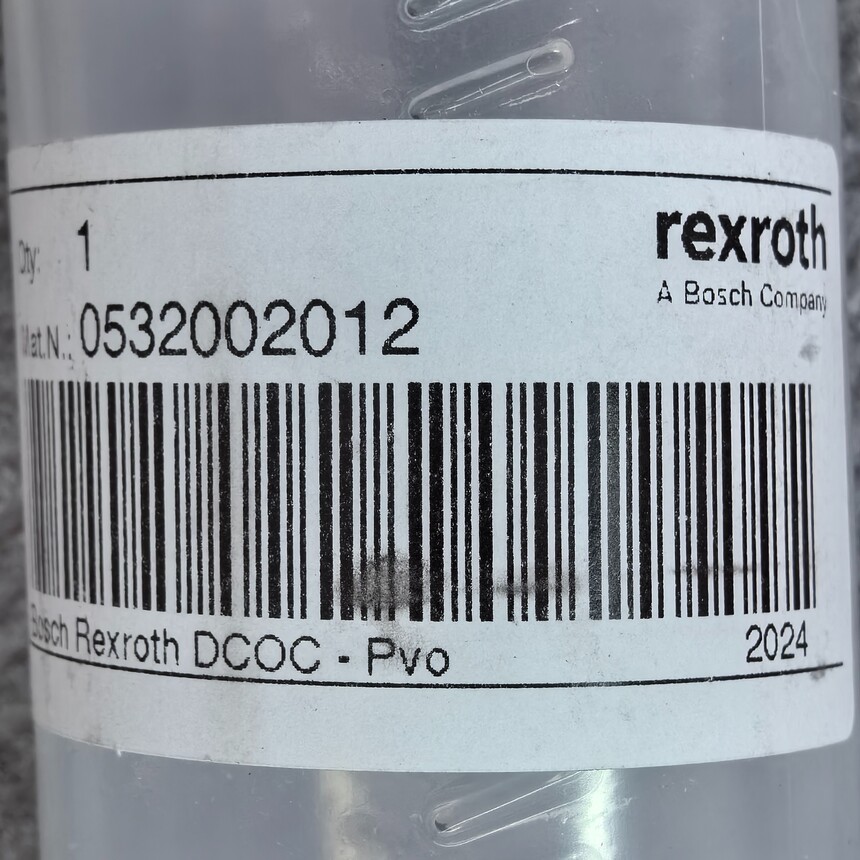 Qty: 1
rexroth
A Bosch Company
Mat.N.: 0532002012
Bosch Rexroth DCOC - Pvo
2024